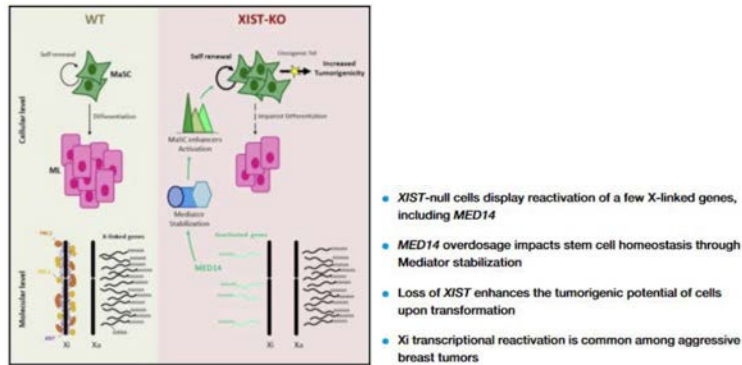 WT
XIST-KO
Self renewal
MaSC
Differentiation
ML
Cellular level
Self renewal
Oncogenic hit
Increased
Tumorigenicity
Impaired Differentiation
MaSC enhancers
Activation
Mediator
Stabilization
MED14
Molecular level
X-linked genes
Reactivated genes
Xi
Xa
Xi
Xa
XIST-null cells display reactivation of a few X-linked genes,
including MED14
MED14 overdosage impacts stem cell homeostasis through
Mediator stabilization
Loss of XIST enhances the tumorigenic potential of cells
upon transformation
Xi transcriptional reactivation is common among aggressive
breast tumors